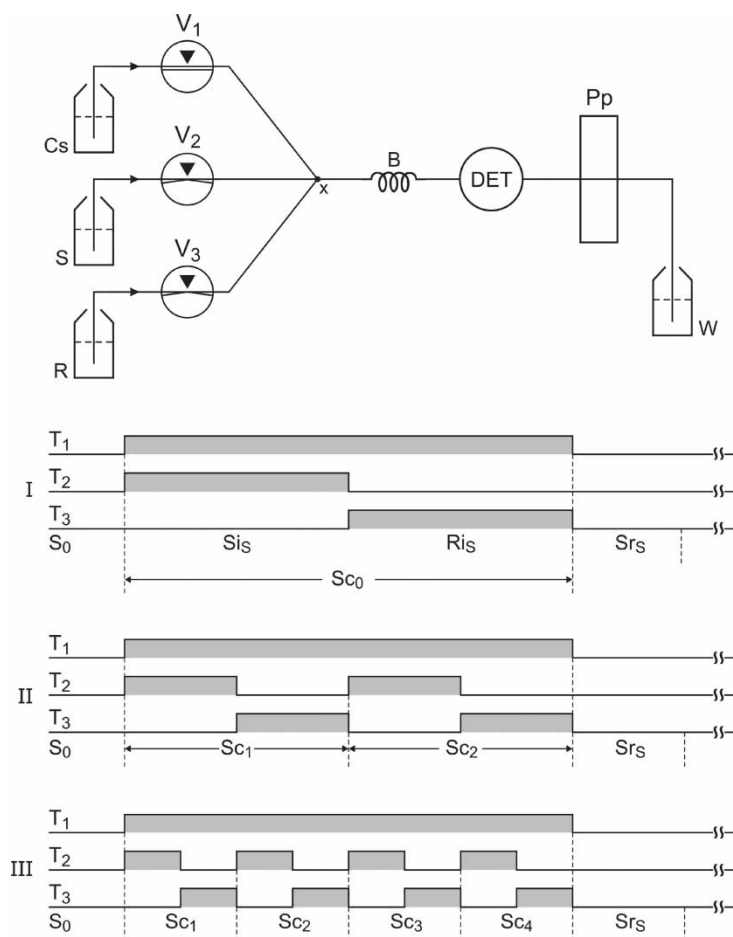 V1
Cs
V2
S
V3
R
x
B
DET
Pp
W
I
T1
T2
T3
S0 SiS RiS SrS
Sc0
II
T1
T2
T3
S0 Sc1 Sc2 SrS
III
T1
T2
T3
S0 Sc1 Sc2 Sc3 Sc4 SrS